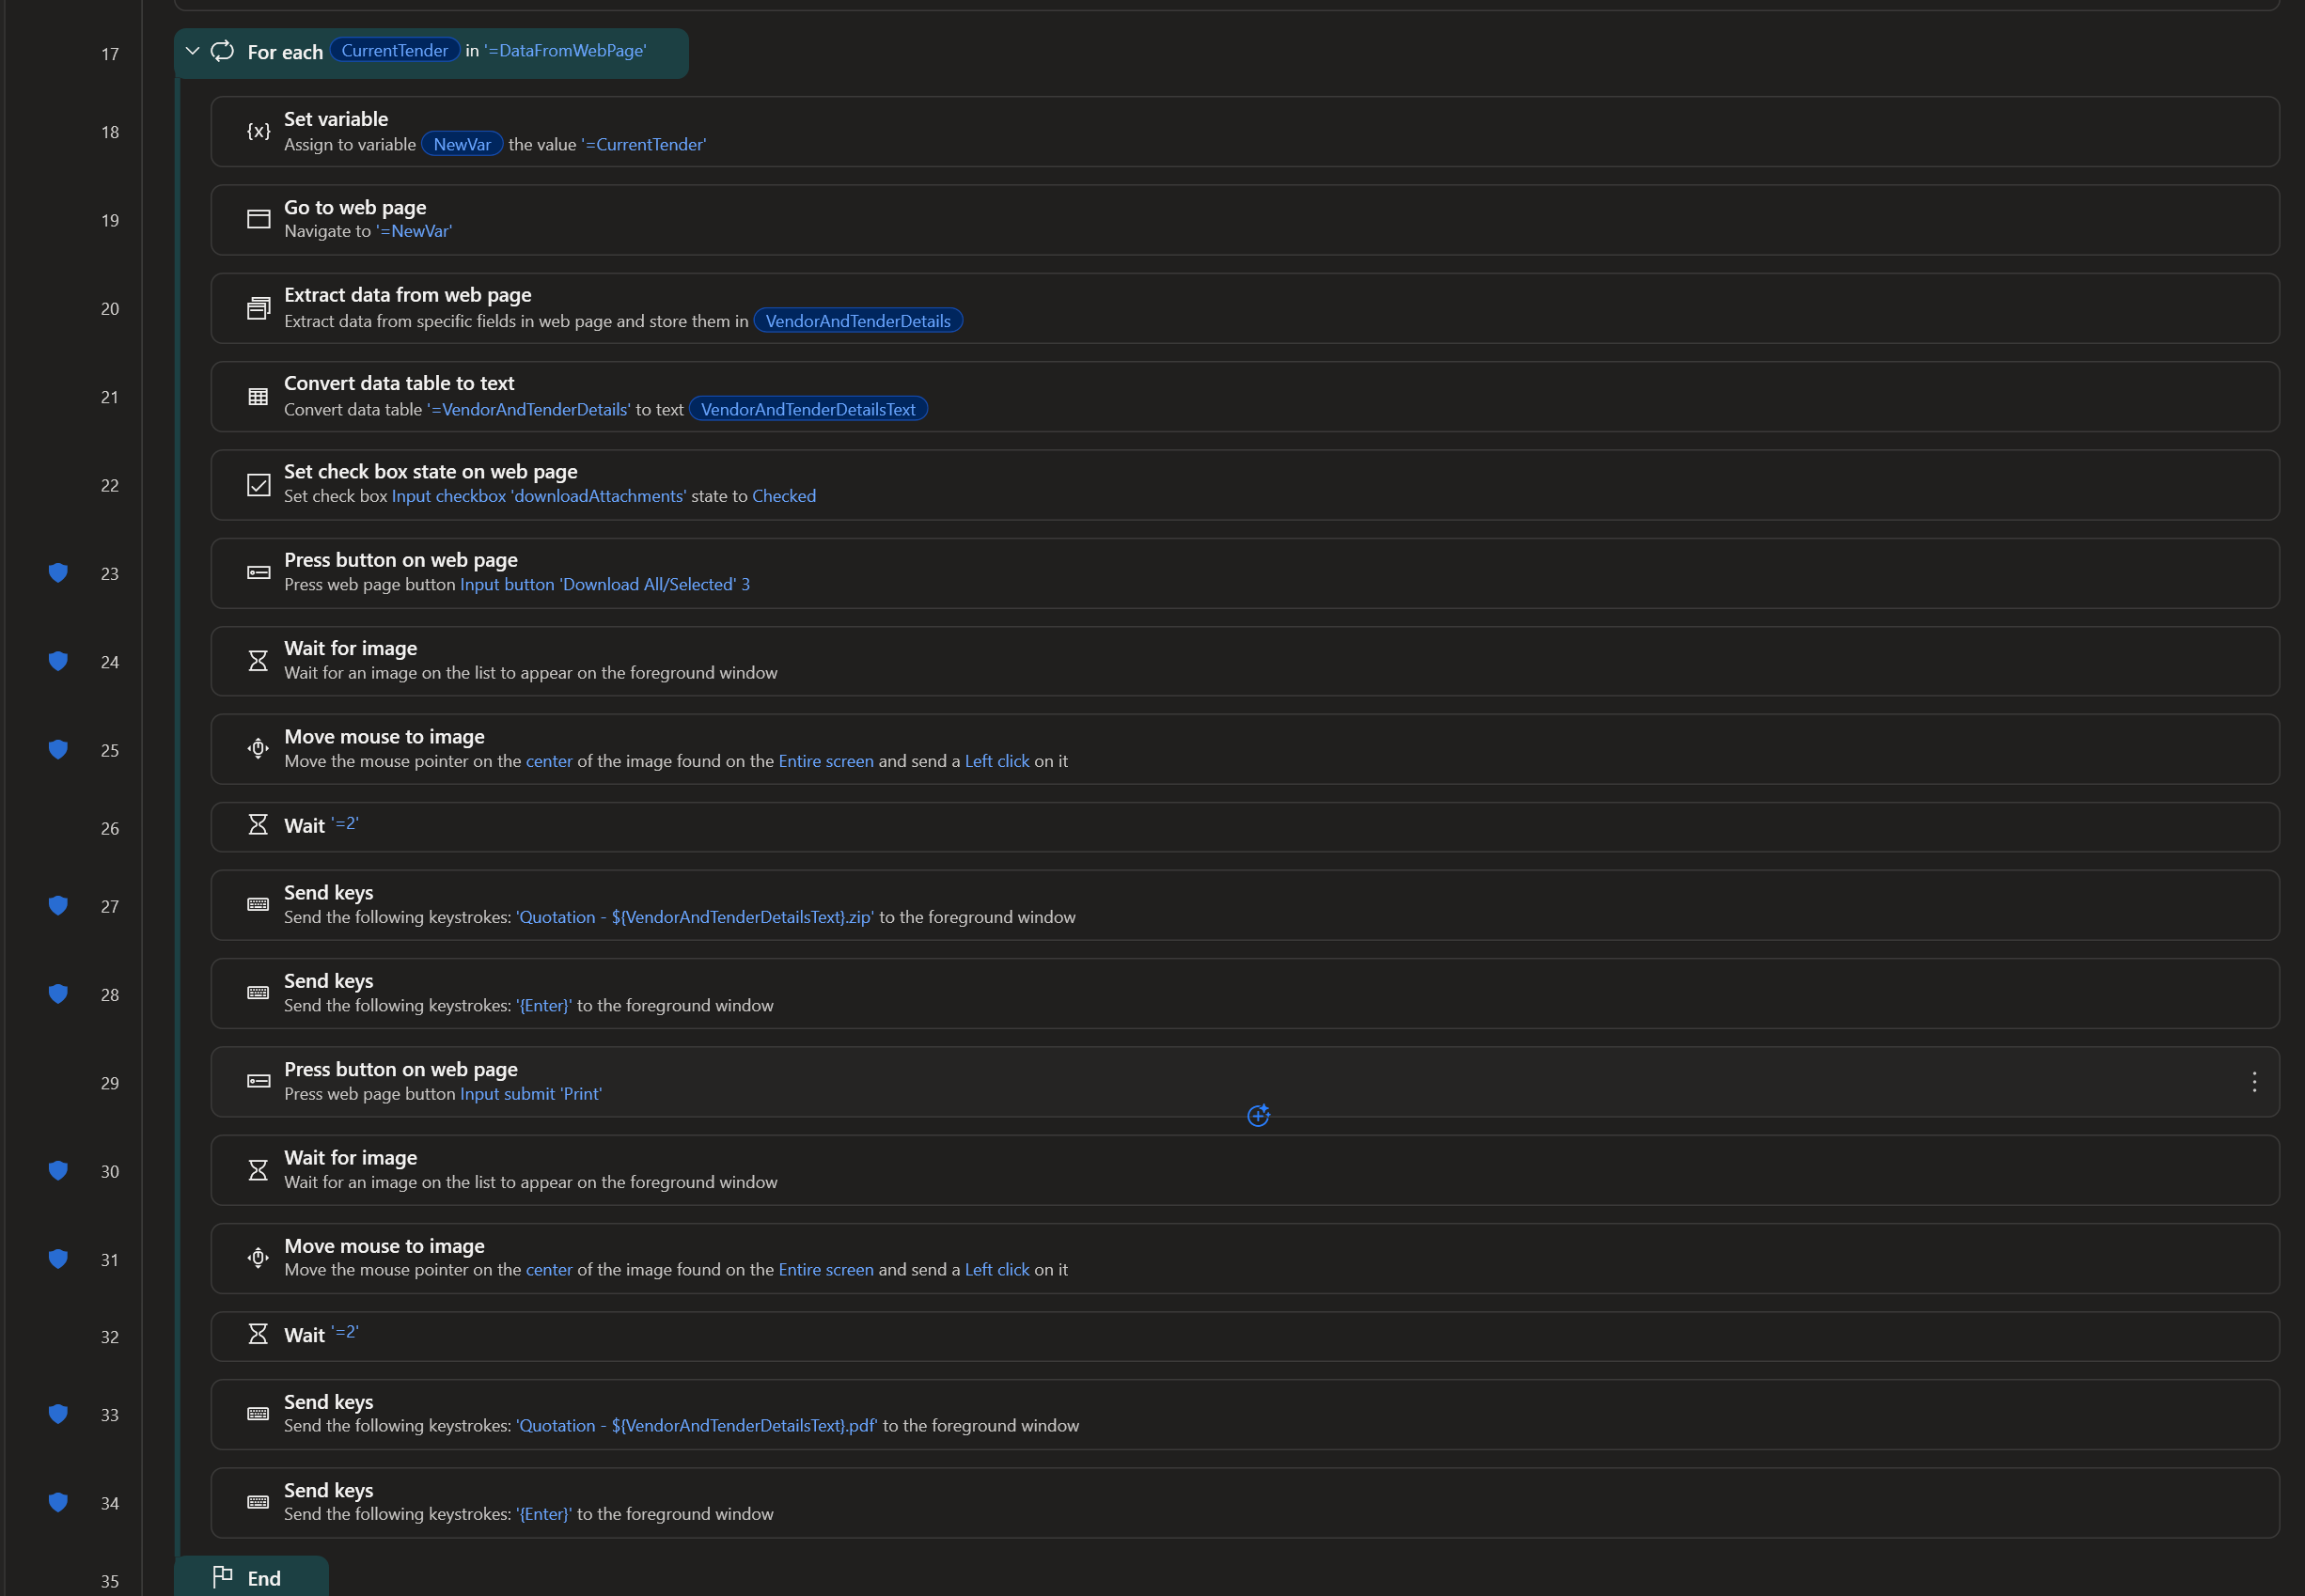 17 For each CurrentTender in '=DataFromWebPage'
18 Set variable
Assign to variable NewVar the value '=CurrentTender'
19 Go to web page
Navigate to '=NewVar'
20 Extract data from web page
Extract data from specific fields in web page and store them in VendorAndTenderDetails
21 Convert data table to text
Convert data table '=VendorAndTenderDetails' to text VendorAndTenderDetailsText
22 Set check box state on web page
Set check box Input checkbox 'downloadAttachments' state to Checked
23 Press button on web page
Press web page button Input button 'Download All/Selected' 3
24 Wait for image
Wait for an image on the list to appear on the foreground window
25 Move mouse to image
Move the mouse pointer on the center of the image found on the Entire screen and send a Left click on it
26 Wait '=2'
27 Send keys
Send the following keystrokes: 'Quotation - ${VendorAndTenderDetailsText}.zip' to the foreground window
28 Send keys
Send the following keystrokes: '{Enter}' to the foreground window
29 Press button on web page
Press web page button Input submit 'Print'
30 Wait for image
Wait for an image on the list to appear on the foreground window
31 Move mouse to image
Move the mouse pointer on the center of the image found on the Entire screen and send a Left click on it
32 Wait '=2'
33 Send keys
Send the following keystrokes: 'Quotation - ${VendorAndTenderDetailsText}.pdf' to the foreground window
34 Send keys
Send the following keystrokes: '{Enter}' to the foreground window
35 End